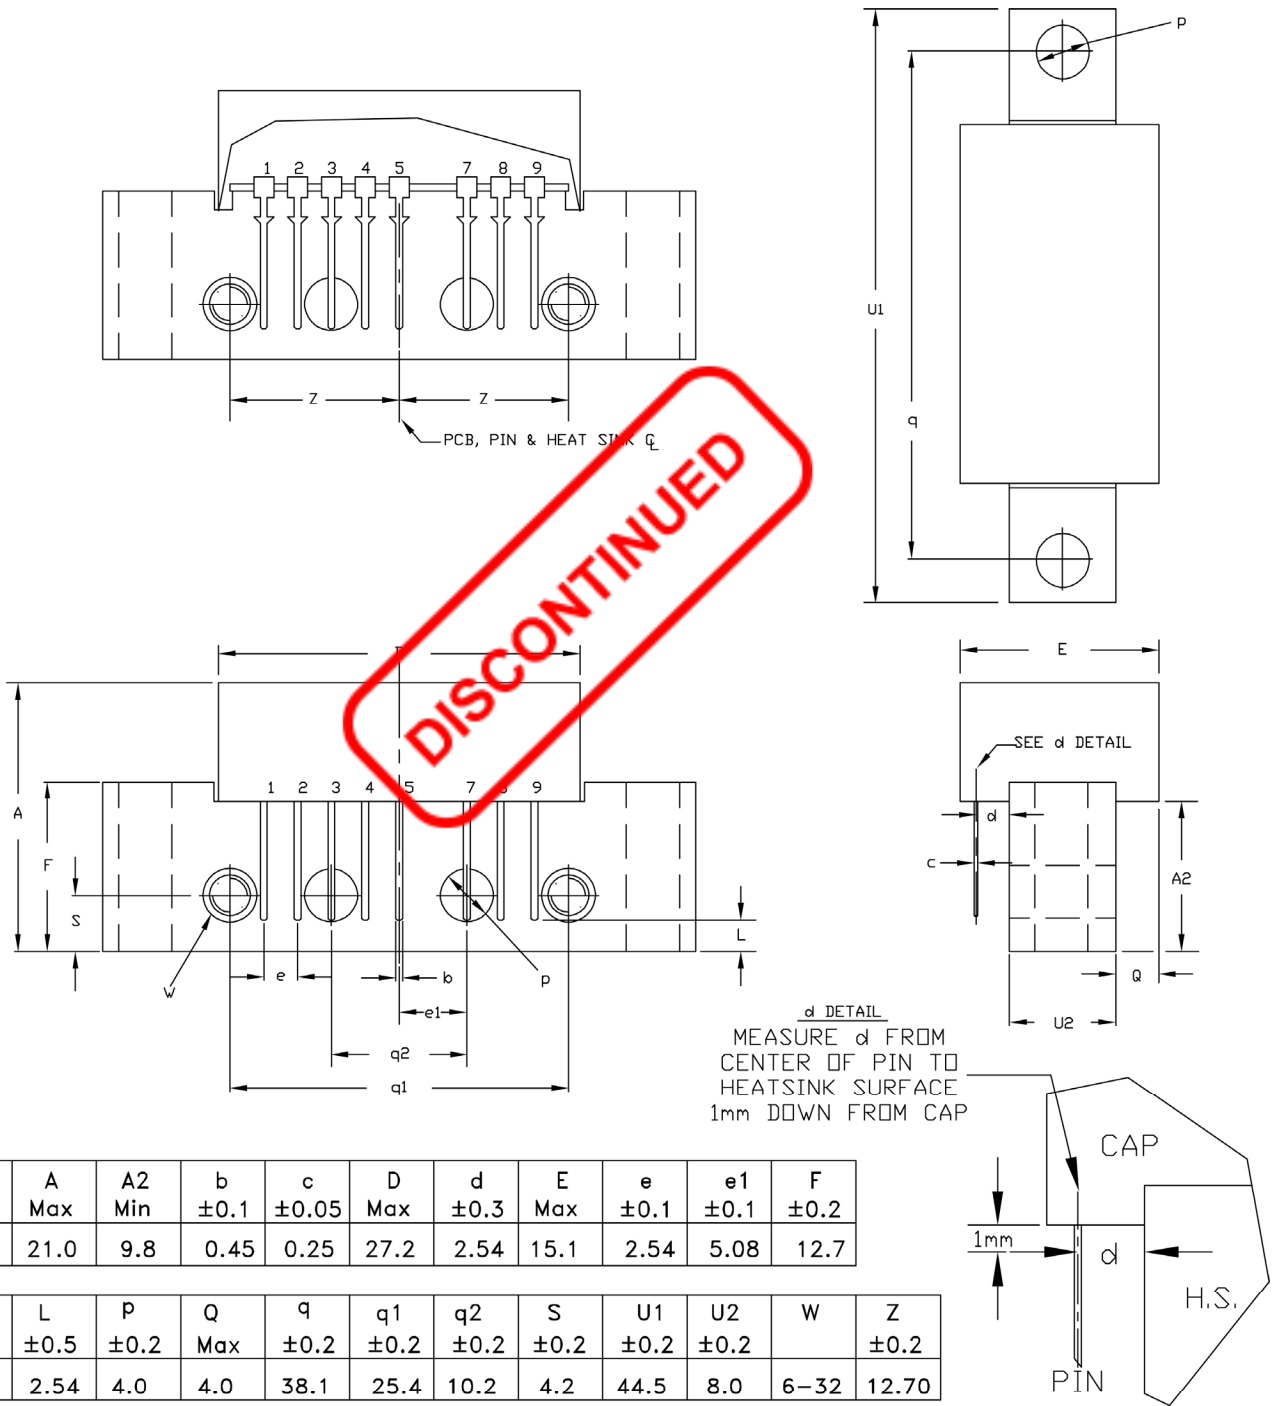 p
1 2 3 4 5 7 8 9
U1
q
Z Z
PCB, PIN & HEAT SINK ℄
DISCONTINUED
E
SEE d DETAIL
1 2 3 4 5 7 9
A
d
F
c
A2
S
L
e
b
p
Q
W
e1
U2
q2
q1
d DETAIL
MEASURE d FROM
CENTER OF PIN TO
HEATSINK SURFACE
1mm DOWN FROM CAP
CAP
1mm
d
H.S.
PIN
A A2 b c D d E e e1 F
Max Min ±0.1 ±0.05 Max ±0.3 Max ±0.1 ±0.1 ±0.2
21.0 9.8 0.45 0.25 27.2 2.54 15.1 2.54 5.08 12.7
L p Q q q1 q2 S U1 U2 W Z
±0.5 ±0.2 Max ±0.2 ±0.2 ±0.2 ±0.2 ±0.2 ±0.2 ±0.2
2.54 4.0 4.0 38.1 25.4 10.2 4.2 44.5 8.0 6-32 12.70